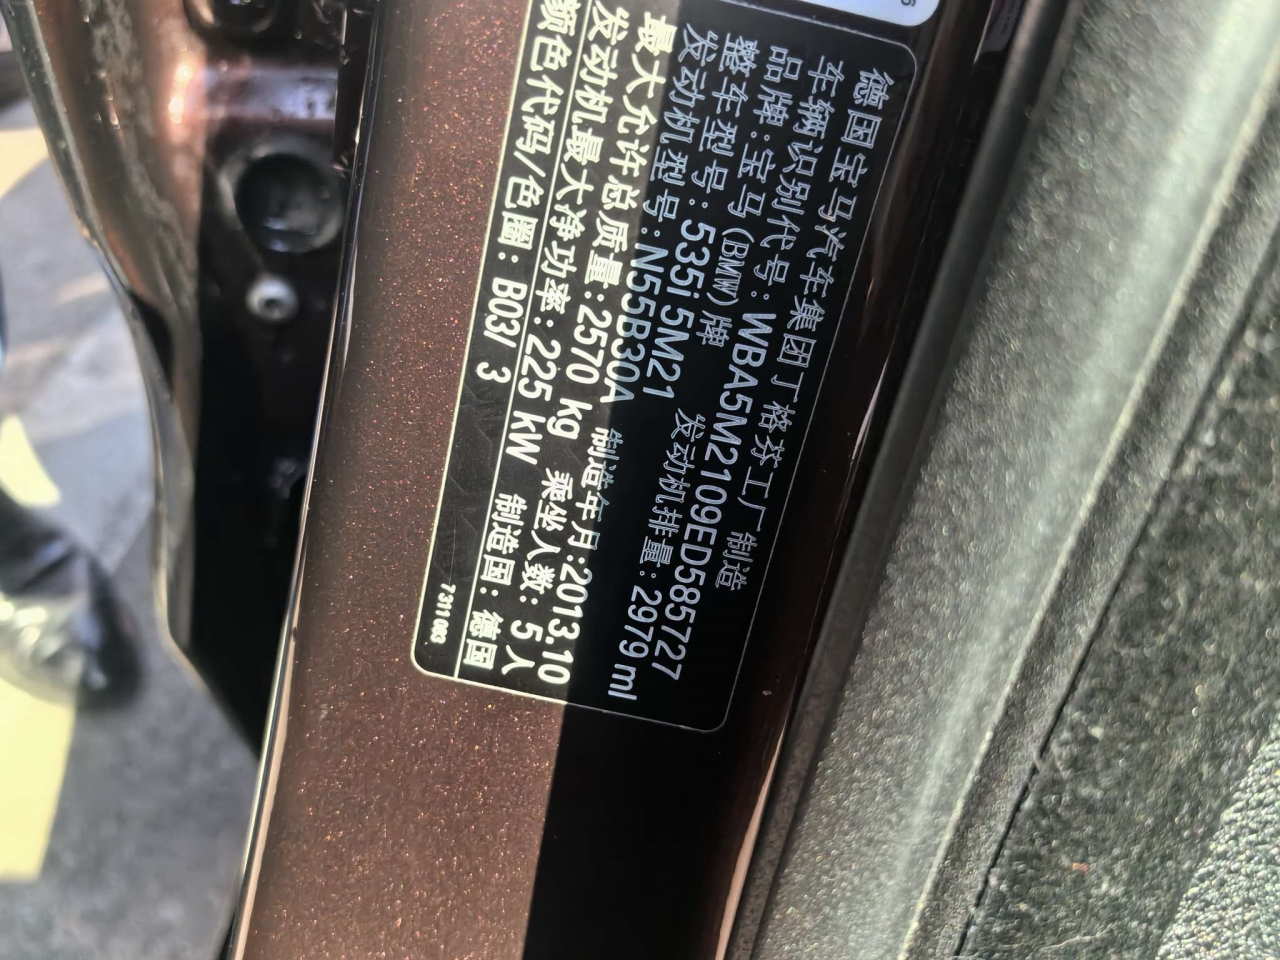 德国宝马汽车集团丁格芬工厂 制造
车辆识别代号:WBA5M2109ED585727
品牌:宝马(BMW)牌
整车型号:535i 5M21 发动机排量:2979 ml
发动机型号:N55B30A
最大允许总质量:2570 kg 制造年月:2013.10
发动机最大净功率:225 kW 乘坐人数: 5 人
颜色代码/色圈: B03/ 3 制造国: 德国
7311083